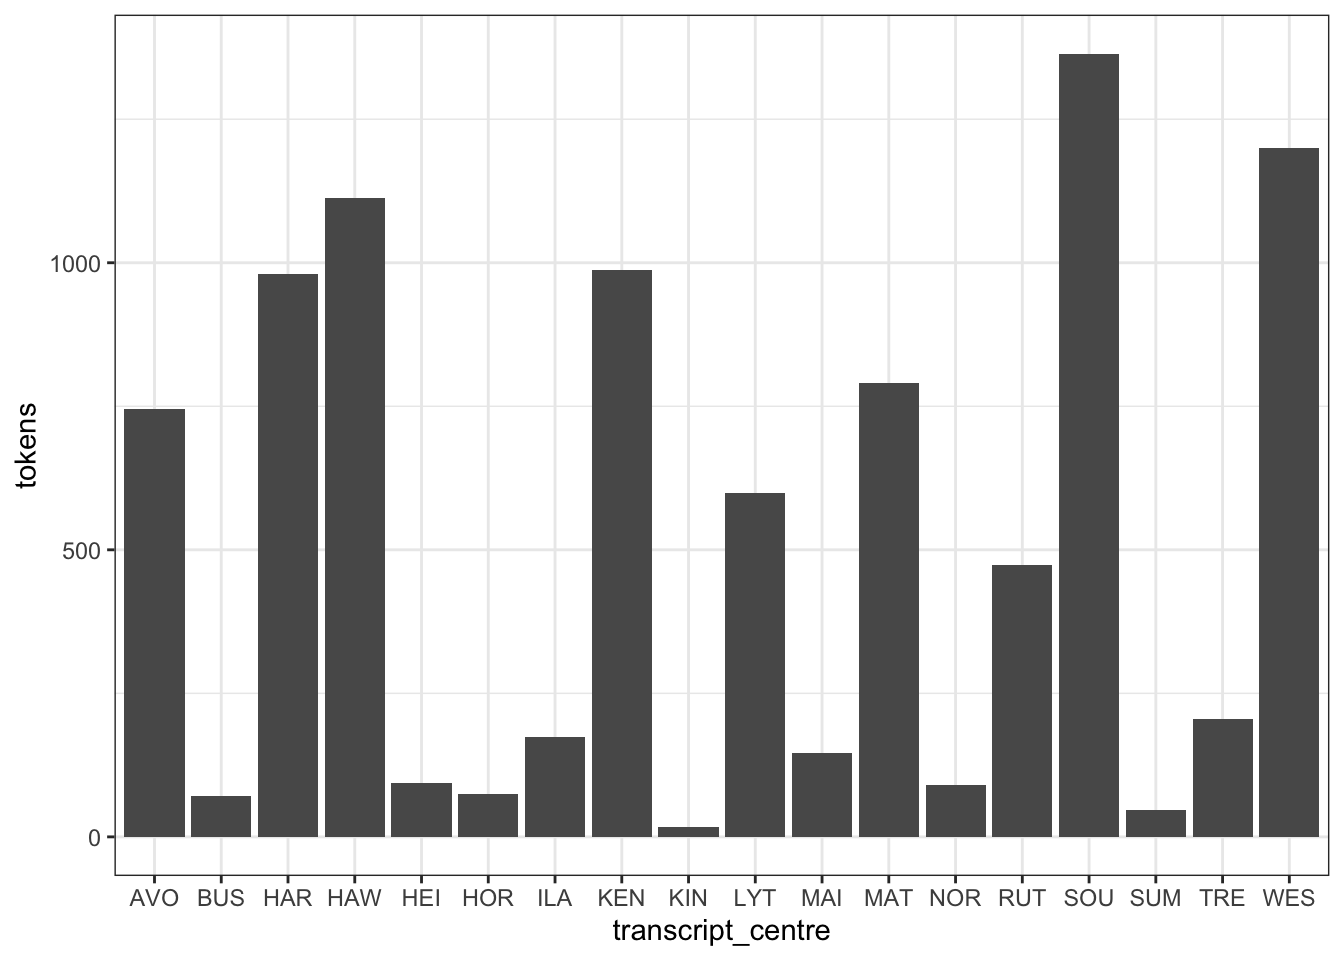 tokens
1000
500
0
AVO BUS HAR HAW HEI HOR ILA KEN KIN LYT MAI MAT NOR RUT SOU SUM TRE WES
transcript_centre